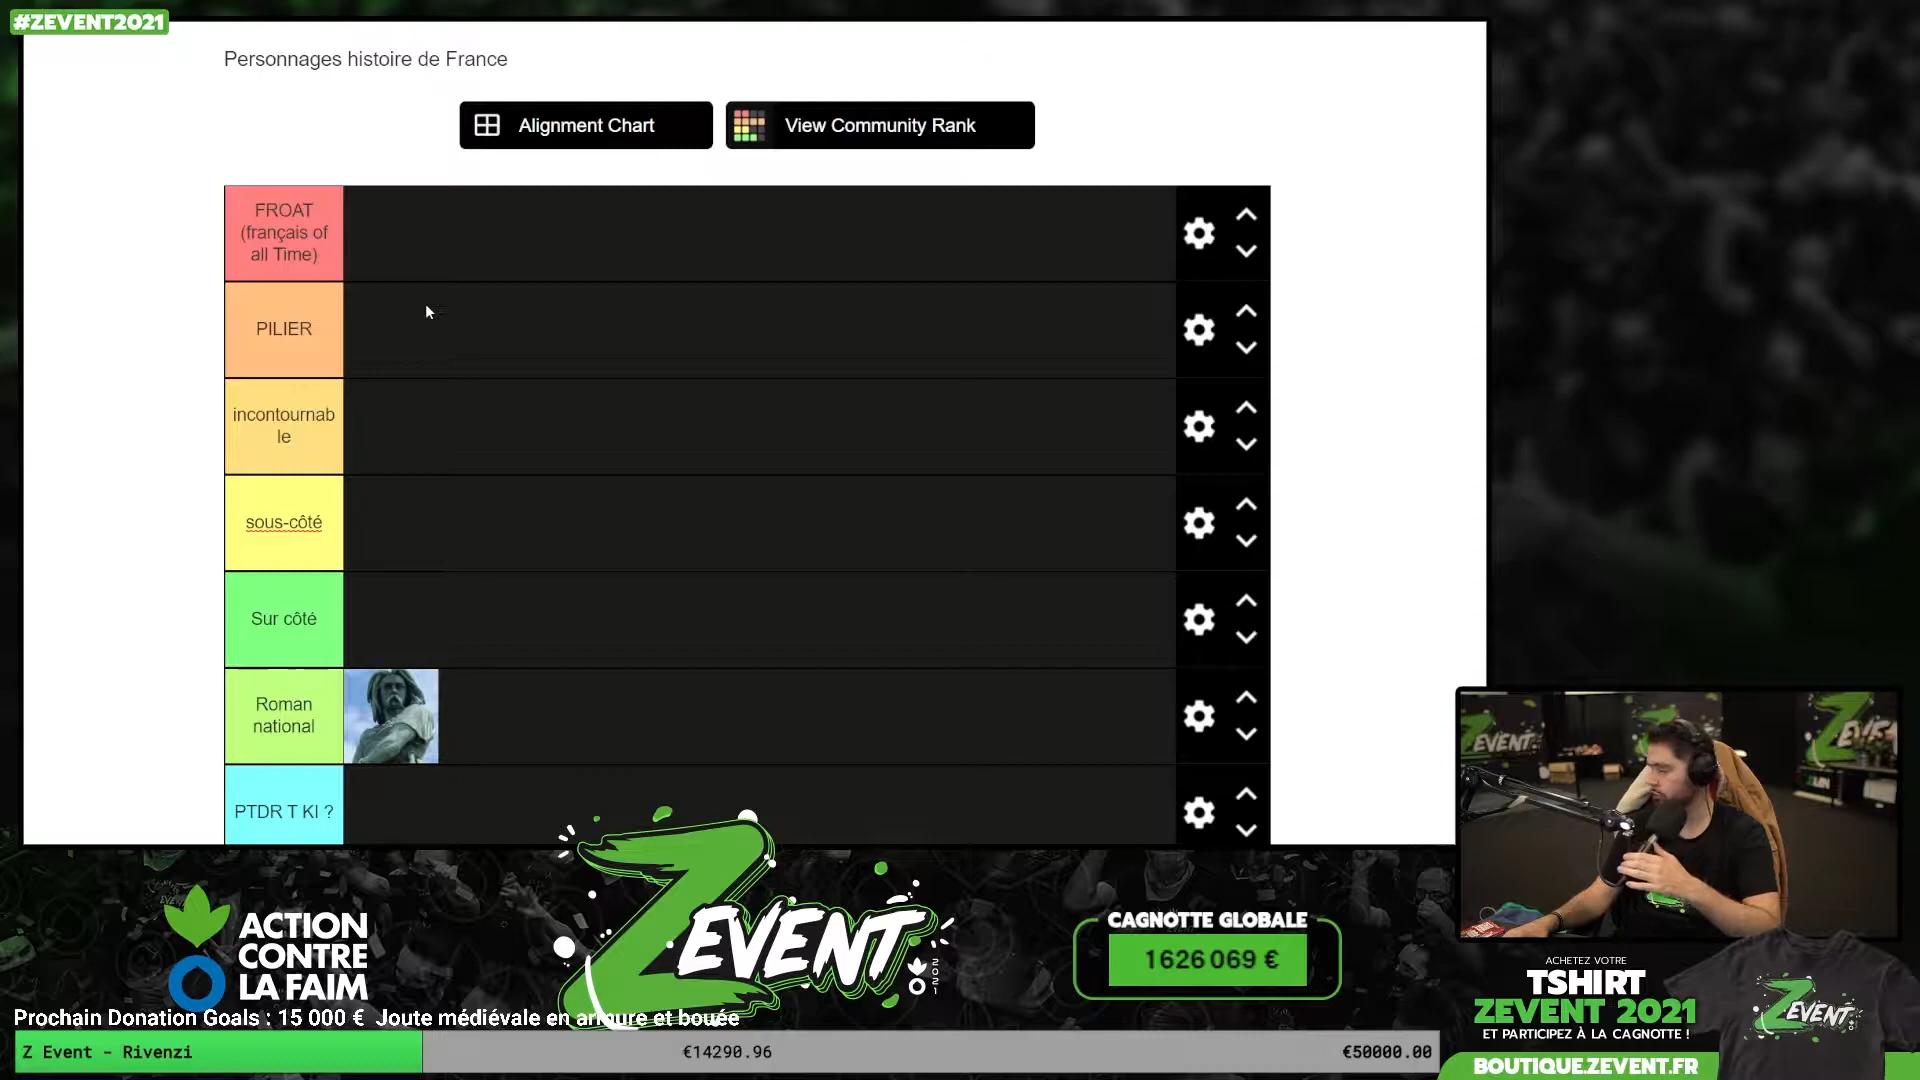 #ZEVENT2021
Personnages histoire de France
Alignment Chart
View Community Rank
FROAT
(français of
all Time)
PILIER
incontournab
le
sous-côté
Sur côté
Roman
national
PTDR T KI ?
ACTION
CONTRE
LA FAIM
ZEVENT
2021
CAGNOTTE GLOBALE
1 626 069 €
ACHETEZ VOTRE
TSHIRT
ZEVENT 2021
ET PARTICIPEZ À LA CAGNOTTE !
BOUTIQUE.ZEVENT.FR
ZEVENT
Prochain Donation Goals : 15 000 € Joute médiévale en armure et bouée
Z Event - Rivenzi
€14290.96
€50000.00